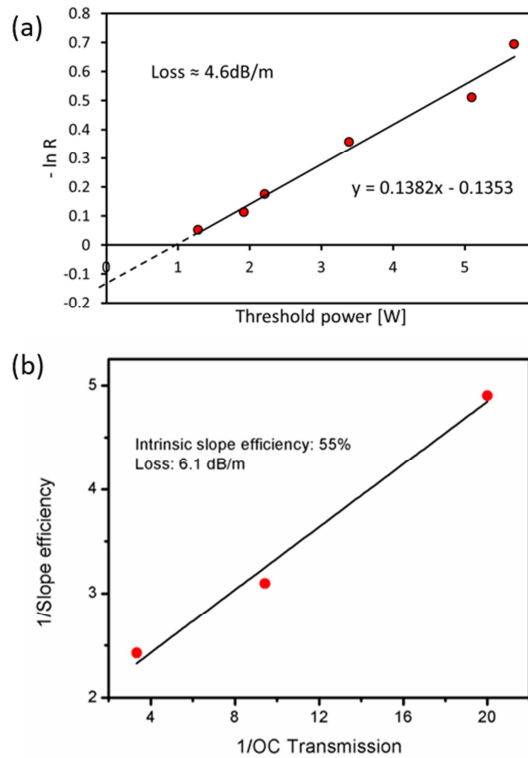 (a)
0.8
0.7
0.6
0.5
0.4
0.3
0.2
0.1
0
-0.1
-0.2
- ln R
Loss ≈ 4.6dB/m
y = 0.1382x - 0.1353
0 1 2 3 4 5
Threshold power [W]
(b)
5
4
3
2
1/Slope efficiency
Intrinsic slope efficiency: 55%
Loss: 6.1 dB/m
4 8 12 16 20
1/OC Transmission